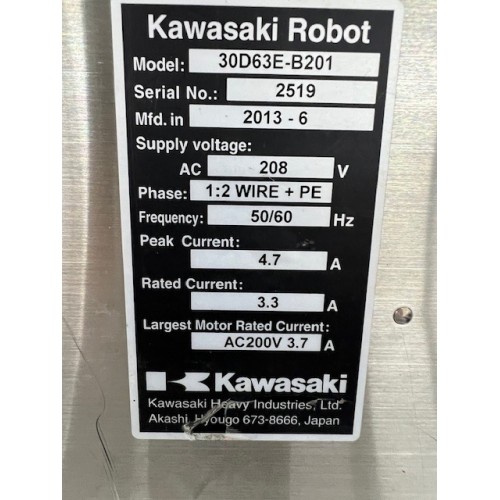 Kawasaki Robot
Model: 30D63E-B201
Serial No.: 2519
Mfd. in 2013 - 6
Supply voltage:
AC 208 V
Phase: 1:2 WIRE + PE
Frequency: 50/60 Hz
Peak Current:
4.7 A
Rated Current:
3.3 A
Largest Motor Rated Current:
AC200V 3.7 A
Kawasaki
Kawasaki Heavy Industries, Ltd.
Akashi, Hyougo 673-8666, Japan